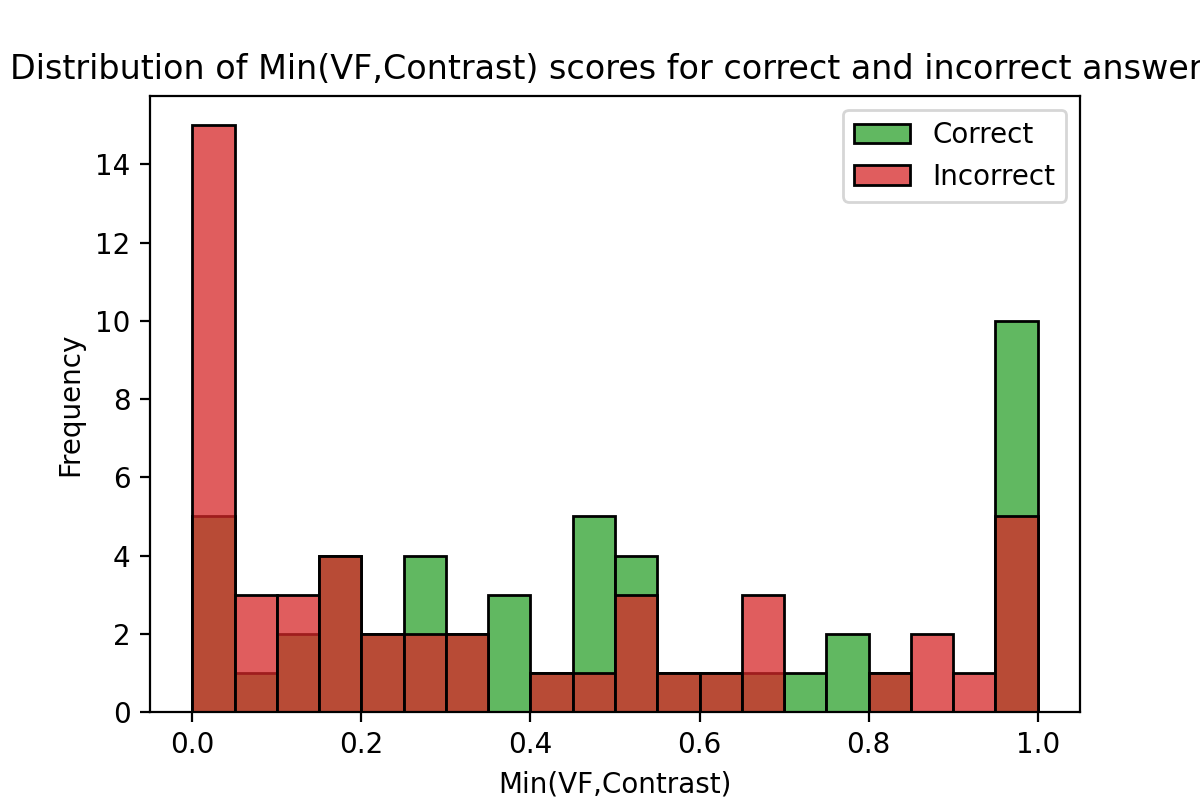 Distribution of Min(VF,Contrast) scores for correct and incorrect answer
Correct
Incorrect
14
12
10
8
6
4
2
0
Frequency
0.0 0.2 0.4 0.6 0.8 1.0
Min(VF,Contrast)